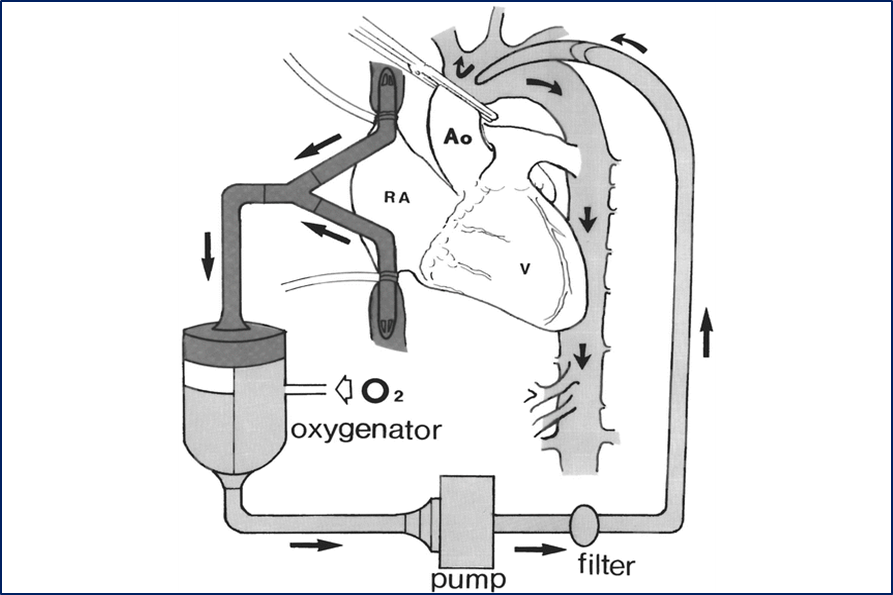 Ao
RA
V
O₂
oxygenator
pump
filter